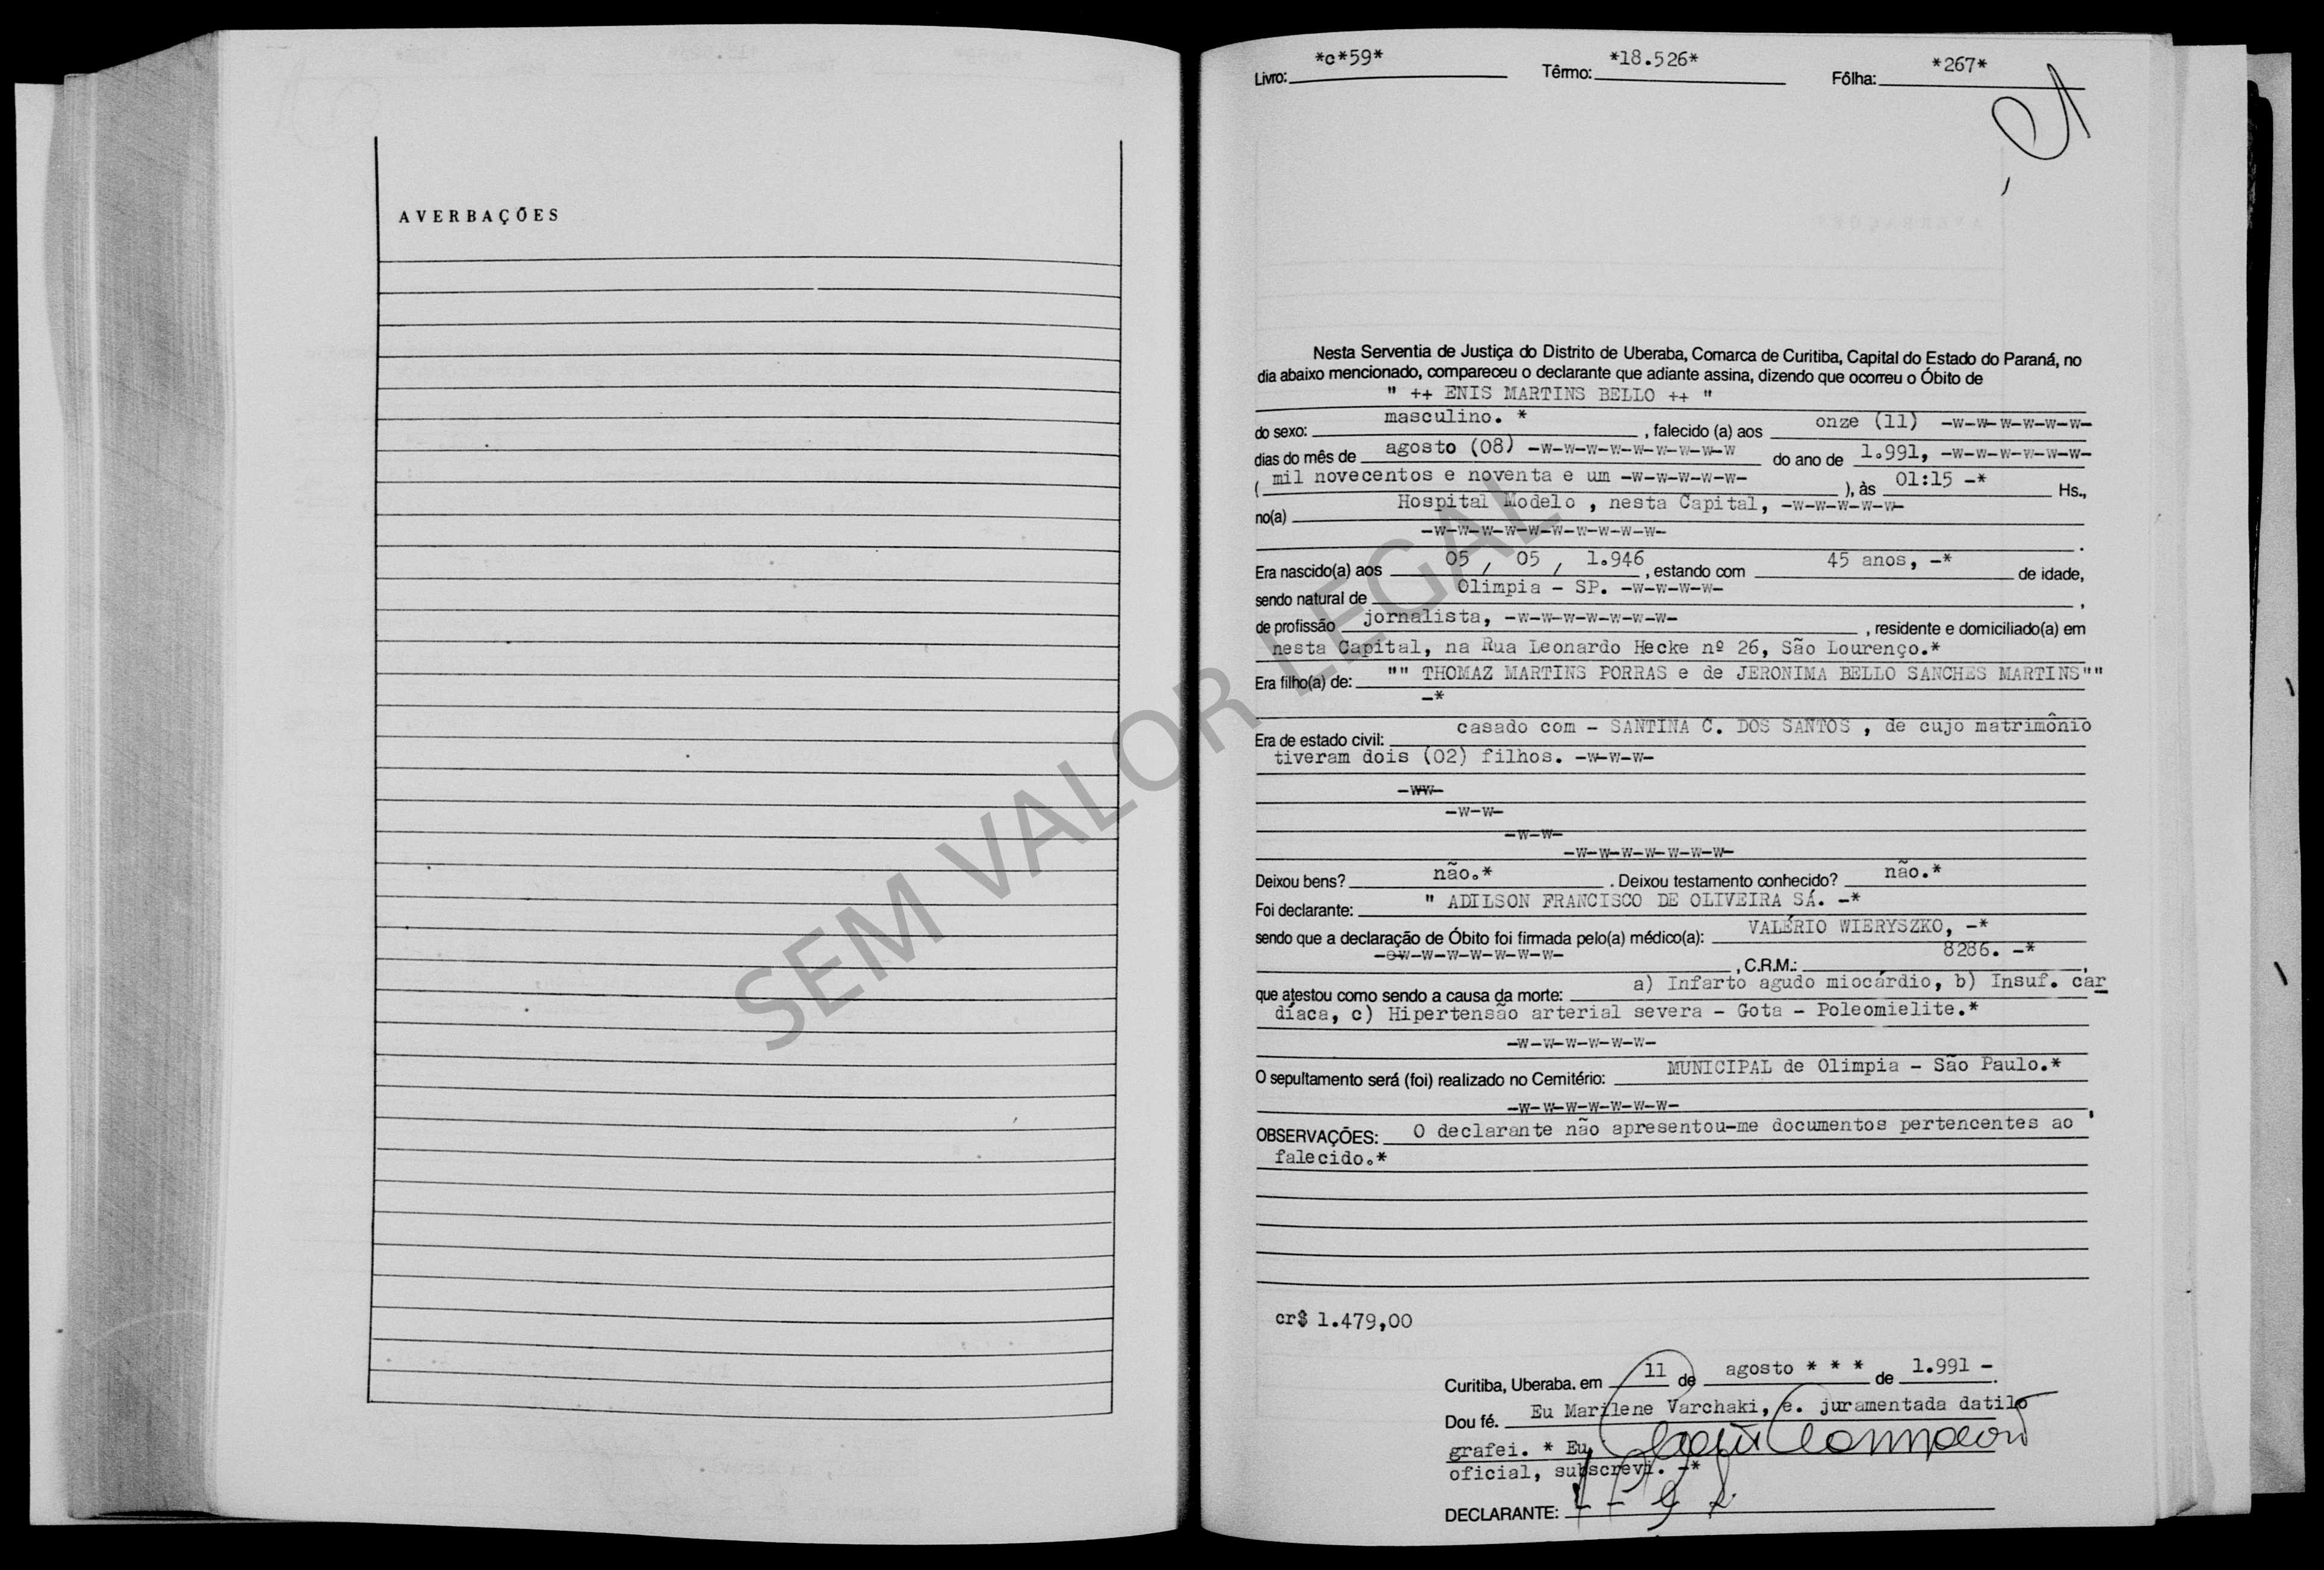 AVERBAÇÕES
Livro: *c*59* Têrmo: *18.526* Fôlha: *267*
Nesta Serventia de Justiça do Distrito de Uberaba, Comarca de Curitiba, Capital do Estado do Paraná, no
dia abaixo mencionado, compareceu o declarante que adiante assina, dizendo que ocorreu o Óbito de
" ++ ENIS MARTINS BELLO ++ "
do sexo: masculino. * , falecido (a) aos onze (11) -w-w-w-w-w-w-
dias do mês de agosto (08) -w-w-w-w-w-w-w-w-w do ano de 1.991, -w-w-w-w-w-w-
( mil novecentos e noventa e um -w-w-w-w-w- ), às 01:15 -* Hs.,
no(a) Hospital Modelo , nesta Capital, -w-w-w-w-w-
-w-w-w-w-w-w-w-w-w-w- .
Era nascido(a) aos 05 / 05 / 1.946 , estando com 45 anos, -* de idade,
sendo natural de Olimpia - SP. -w-w-w-w- ,
de profissão jornalista, -w-w-w-w-w-w-w- , residente e domiciliado(a) em
nesta Capital, na Rua Leonardo Hecke nº 26, São Lourenço.*
Era filho(a) de: "" THOMAZ MARTINS PORRAS e de JERONIMA BELLO SANCHES MARTINS""
-*
Era de estado civil: casado com - SANTINA C. DOS SANTOS , de cujo matrimônio
tiveram dois (02) filhos. -w-w-w-
-ww-
-w-w-
-w-w-
-w-w-w-w-w-w-w-
Deixou bens? não.* . Deixou testamento conhecido? não.*
Foi declarante: " ADILSON FRANCISCO DE OLIVEIRA SÁ. -*
sendo que a declaração de Óbito foi firmada pelo(a) médico(a): VALÉRIO WIERYSZKO, -*
-ew-w-w-w-w-w-w- , C.R.M.: 8286. -* ,
que atestou como sendo a causa da morte: a) Infarto agudo miocárdio, b) Insuf. car
díaca, c) Hipertensão arterial severa - Gota - Poleomielite.*
-w-w-w-w-w-w-
O sepultamento será (foi) realizado no Cemitério: MUNICIPAL de Olimpia - São Paulo.*
-w-w-w-w-w-w-w- ,
OBSERVAÇÕES: O declarante não apresentou-me documentos pertencentes ao '
falecido.*
cr$ 1.479,00
Curitiba, Uberaba. em 11 de agosto * * * de 1.991 - .
Dou fé. Eu Marilene Varchaki, e. juramentada datilo
grafei. * Eu
oficial, subscrevi. -*
DECLARANTE:
SEM VALOR LEGAL